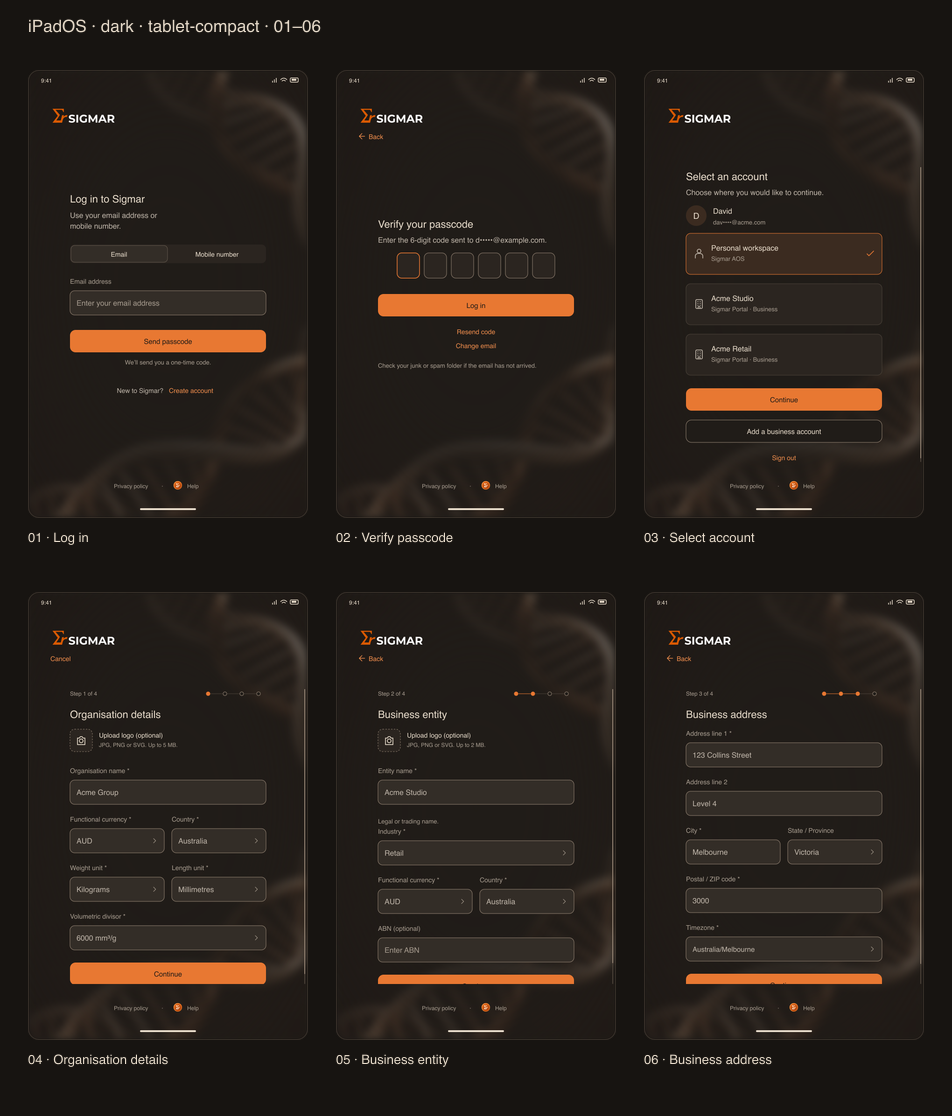 iPadOS · dark · tablet-compact · 01–06
9:41
SIGMAR
Log in to Sigmar
Use your email address or
mobile number.
Email
Mobile number
Email address
Enter your email address
Send passcode
We'll send you a one-time code.
New to Sigmar? Create account
Privacy policy · Help
01 · Log in
9:41
SIGMAR
Back
Verify your passcode
Enter the 6-digit code sent to d•••••@example.com.
Log in
Resend code
Change email
Check your junk or spam folder if the email has not arrived.
Privacy policy · Help
02 · Verify passcode
9:41
SIGMAR
Select an account
Choose where you would like to continue.
D
David
dav••••@acme.com
Personal workspace
Sigmar AOS
Acme Studio
Sigmar Portal · Business
Acme Retail
Sigmar Portal · Business
Continue
Add a business account
Sign out
Privacy policy · Help
03 · Select account
9:41
SIGMAR
Cancel
Step 1 of 4
Organisation details
Upload logo (optional)
JPG, PNG or SVG. Up to 5 MB.
Organisation name *
Acme Group
Functional currency *
Country *
AUD
Australia
Weight unit *
Length unit *
Kilograms
Millimetres
Volumetric divisor *
6000 mm³/g
Continue
Privacy policy · Help
04 · Organisation details
9:41
SIGMAR
Back
Step 2 of 4
Business entity
Upload logo (optional)
JPG, PNG or SVG. Up to 2 MB.
Entity name *
Acme Studio
Legal or trading name.
Industry *
Retail
Functional currency *
Country *
AUD
Australia
ABN (optional)
Enter ABN
Privacy policy · Help
05 · Business entity
9:41
SIGMAR
Back
Step 3 of 4
Business address
Address line 1 *
123 Collins Street
Address line 2
Level 4
City *
State / Province
Melbourne
Victoria
Postal / ZIP code *
3000
Timezone *
Australia/Melbourne
Privacy policy · Help
06 · Business address